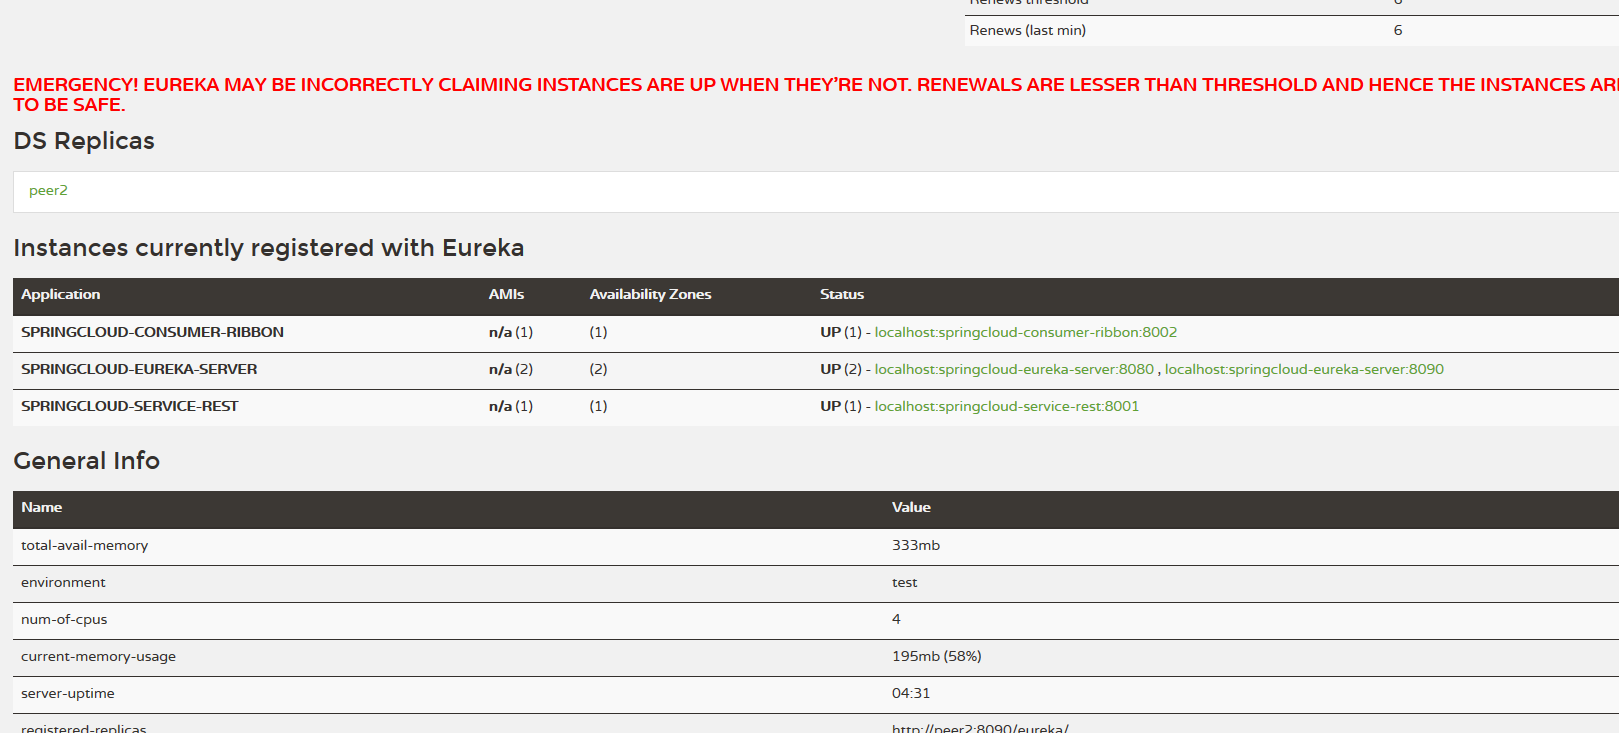 Renews threshold
Renews (last min) 6
EMERGENCY! EUREKA MAY BE INCORRECTLY CLAIMING INSTANCES ARE UP WHEN THEY'RE NOT. RENEWALS ARE LESSER THAN THRESHOLD AND HENCE THE INSTANCES ARE
TO BE SAFE.
DS Replicas
peer2
Instances currently registered with Eureka
Application AMIs Availability Zones Status
SPRINGCLOUD-CONSUMER-RIBBON n/a (1) (1) UP (1) - localhost:springcloud-consumer-ribbon:8002
SPRINGCLOUD-EUREKA-SERVER n/a (2) (2) UP (2) - localhost:springcloud-eureka-server:8080 , localhost:springcloud-eureka-server:8090
SPRINGCLOUD-SERVICE-REST n/a (1) (1) UP (1) - localhost:springcloud-service-rest:8001
General Info
Name Value
total-avail-memory 333mb
environment test
num-of-cpus 4
current-memory-usage 195mb (58%)
server-uptime 04:31
registered-replicas http://peer2:8090/eureka/